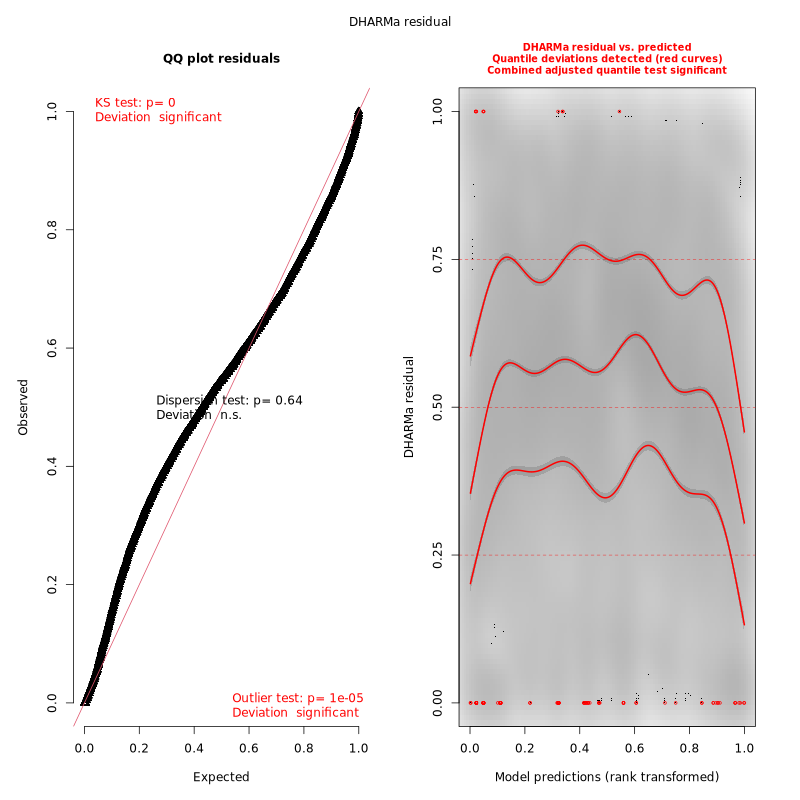 DHARMa residual
QQ plot residuals
KS test: p= 0
Deviation significant
Dispersion test: p= 0.64
Deviation n.s.
Outlier test: p= 1e-05
Deviation significant
Observed
0.0
0.2
0.4
0.6
0.8
1.0
0.0 0.2 0.4 0.6 0.8 1.0
Expected
DHARMa residual vs. predicted
Quantile deviations detected (red curves)
Combined adjusted quantile test significant
DHARMa residual
0.00
0.25
0.50
0.75
1.00
0.0 0.2 0.4 0.6 0.8 1.0
Model predictions (rank transformed)